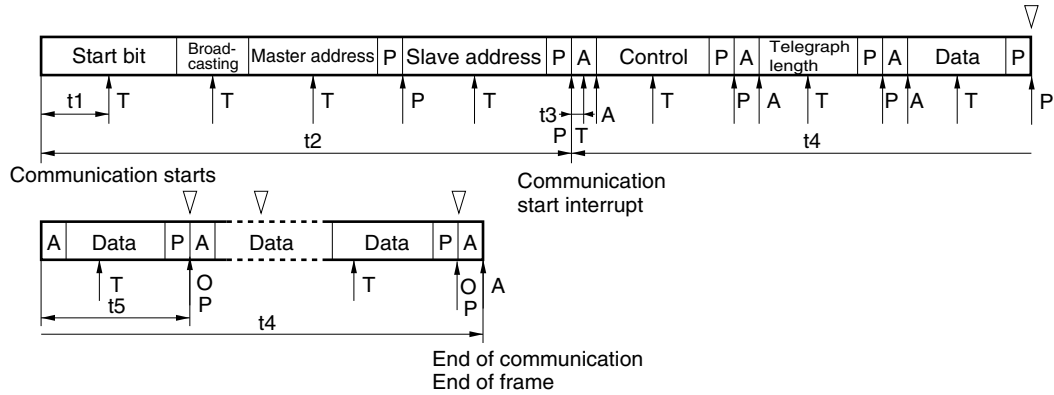 Start bit Broad- casting Master address P Slave address P A Control P A Telegraph length P A Data P
t1 T T T P T t3 A T P A T P A T P
P T
t2 t4
Communication starts
Communication
start interrupt
A Data P A Data Data P A
T O T O A
P P
t5
t4
End of communication
End of frame